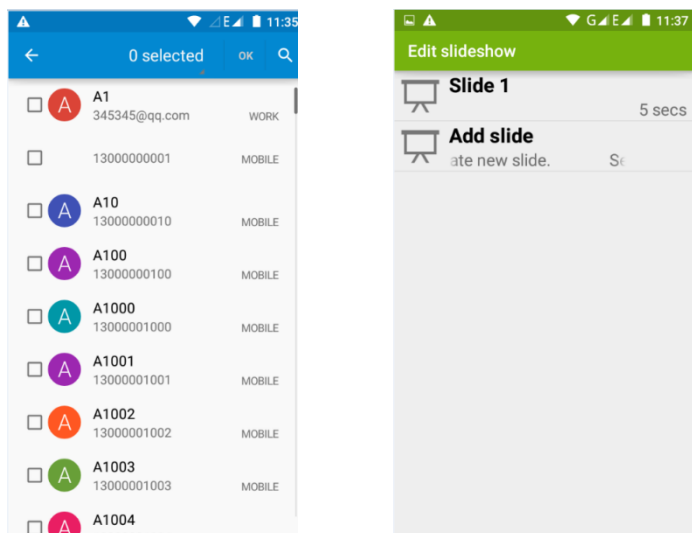 11:35
0 selected OK
A A1
345345@qq.com WORK
13000000001 MOBILE
A A10
13000000010 MOBILE
A A100
13000000100 MOBILE
A A1000
13000001000 MOBILE
A A1001
13000001001 MOBILE
A A1002
13000001002 MOBILE
A A1003
13000001003 MOBILE
A A1004
G E 11:37
Edit slideshow
Slide 1
5 secs
Add slide
ate new slide. Se